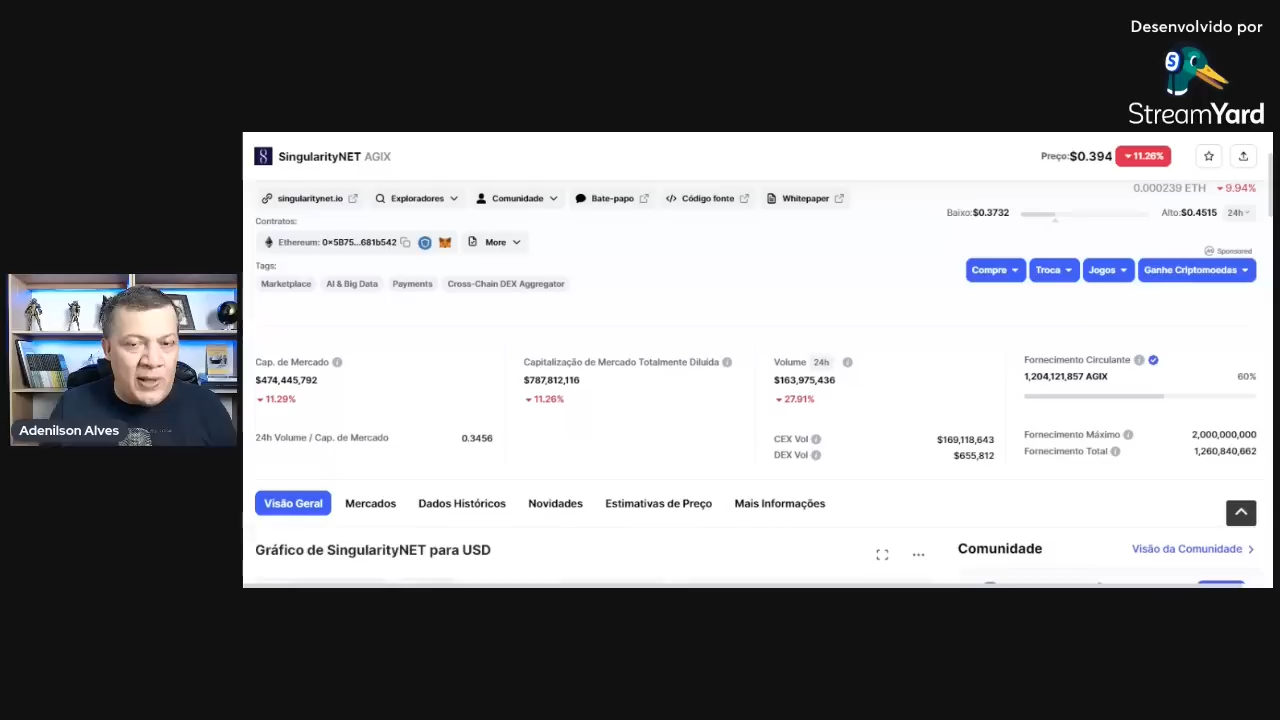 Desenvolvido por
StreamYard
SingularityNET AGIX
Preço:$0.394 11.26%
0.000239 ETH 9.94%
singularitynet.io Exploradores Comunidade Bate-papo Código fonte Whitepaper
Baixo:$0.3732 Alto:$0.4515 24h
Contratos:
Ethereum: 0x5B75...681b542 More
Sponsored
Tags:
Compre Troca Jogos Ganhe Criptomoedas
Marketplace AI & Big Data Payments Cross-Chain DEX Aggregator
Cap. de Mercado
$474,445,792
11.29%
24h Volume / Cap. de Mercado 0.3456
Capitalização de Mercado Totalmente Diluída
$787,812,116
11.26%
Volume 24h
$163,975,436
27.91%
CEX Vol $169,118,643
DEX Vol $655,812
Fornecimento Circulante
1,204,121,857 AGIX 60%
Fornecimento Máximo 2,000,000,000
Fornecimento Total 1,260,840,662
Adenilson Alves
Visão Geral Mercados Dados Históricos Novidades Estimativas de Preço Mais Informações
Gráfico de SingularityNET para USD
Comunidade Visão da Comunidade